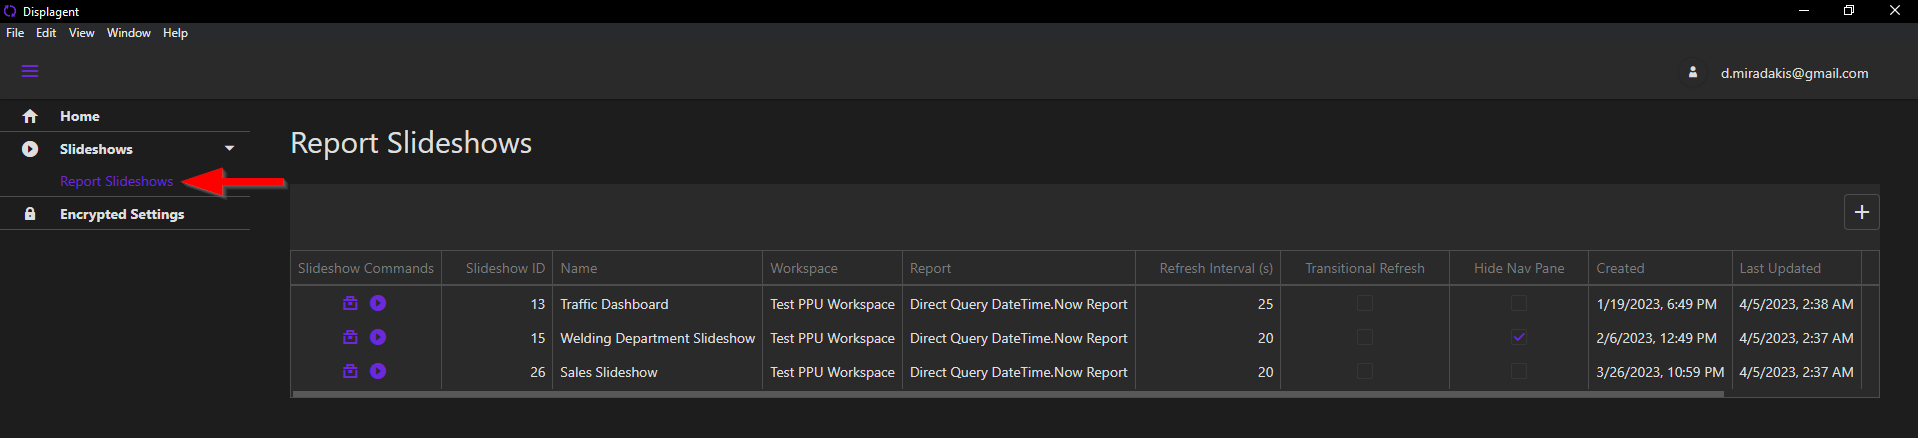 Displagent
File Edit View Window Help
d.miradakis@gmail.com
Home
Slideshows
Report Slideshows
Encrypted Settings
Report Slideshows
Slideshow Commands Slideshow ID Name Workspace Report Refresh Interval (s) Transitional Refresh Hide Nav Pane Created Last Updated
13 Traffic Dashboard Test PPU Workspace Direct Query DateTime.Now Report 25 1/19/2023, 6:49 PM 4/5/2023, 2:38 AM
15 Welding Department Slideshow Test PPU Workspace Direct Query DateTime.Now Report 20 2/6/2023, 12:49 PM 4/5/2023, 2:37 AM
26 Sales Slideshow Test PPU Workspace Direct Query DateTime.Now Report 20 3/26/2023, 10:59 PM 4/5/2023, 2:37 AM